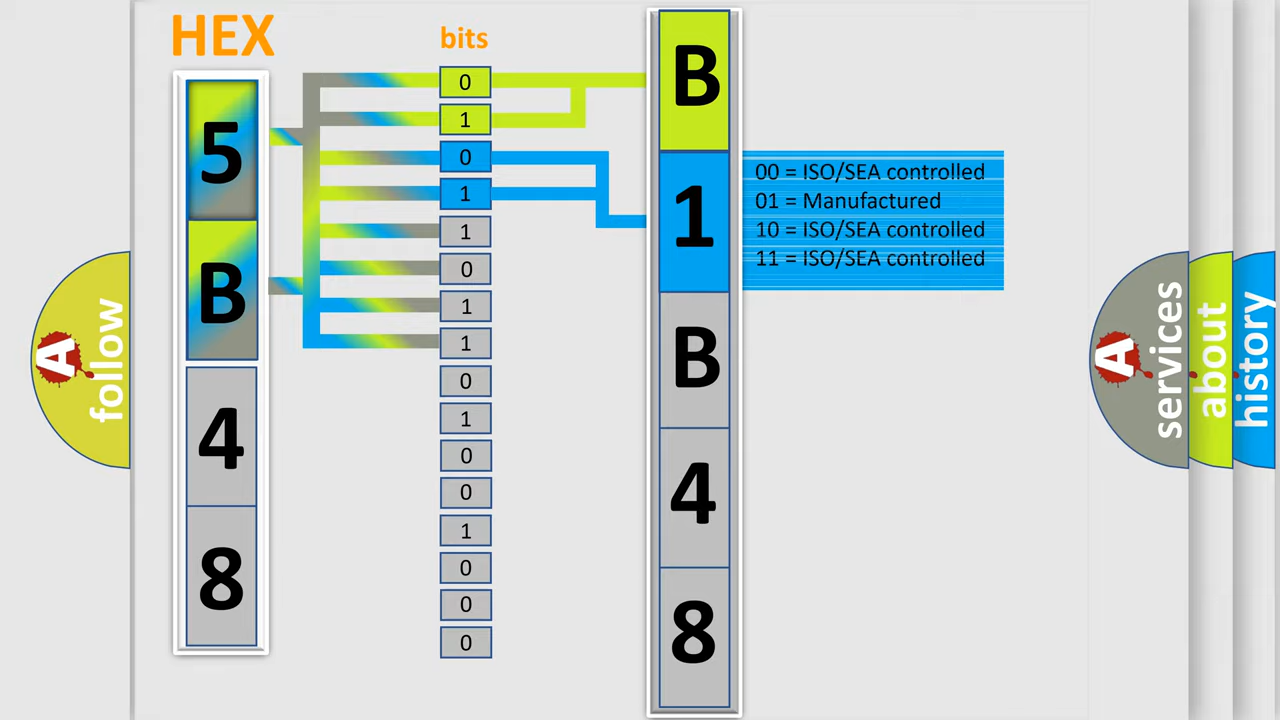 HEX
bits
5
B
4
8
0
1
0
1
1
0
1
1
0
1
0
0
1
0
0
0
B
1
B
4
8
00 = ISO/SEA controlled
01 = Manufactured
10 = ISO/SEA controlled
11 = ISO/SEA controlled
A
follow
A
services
about
history